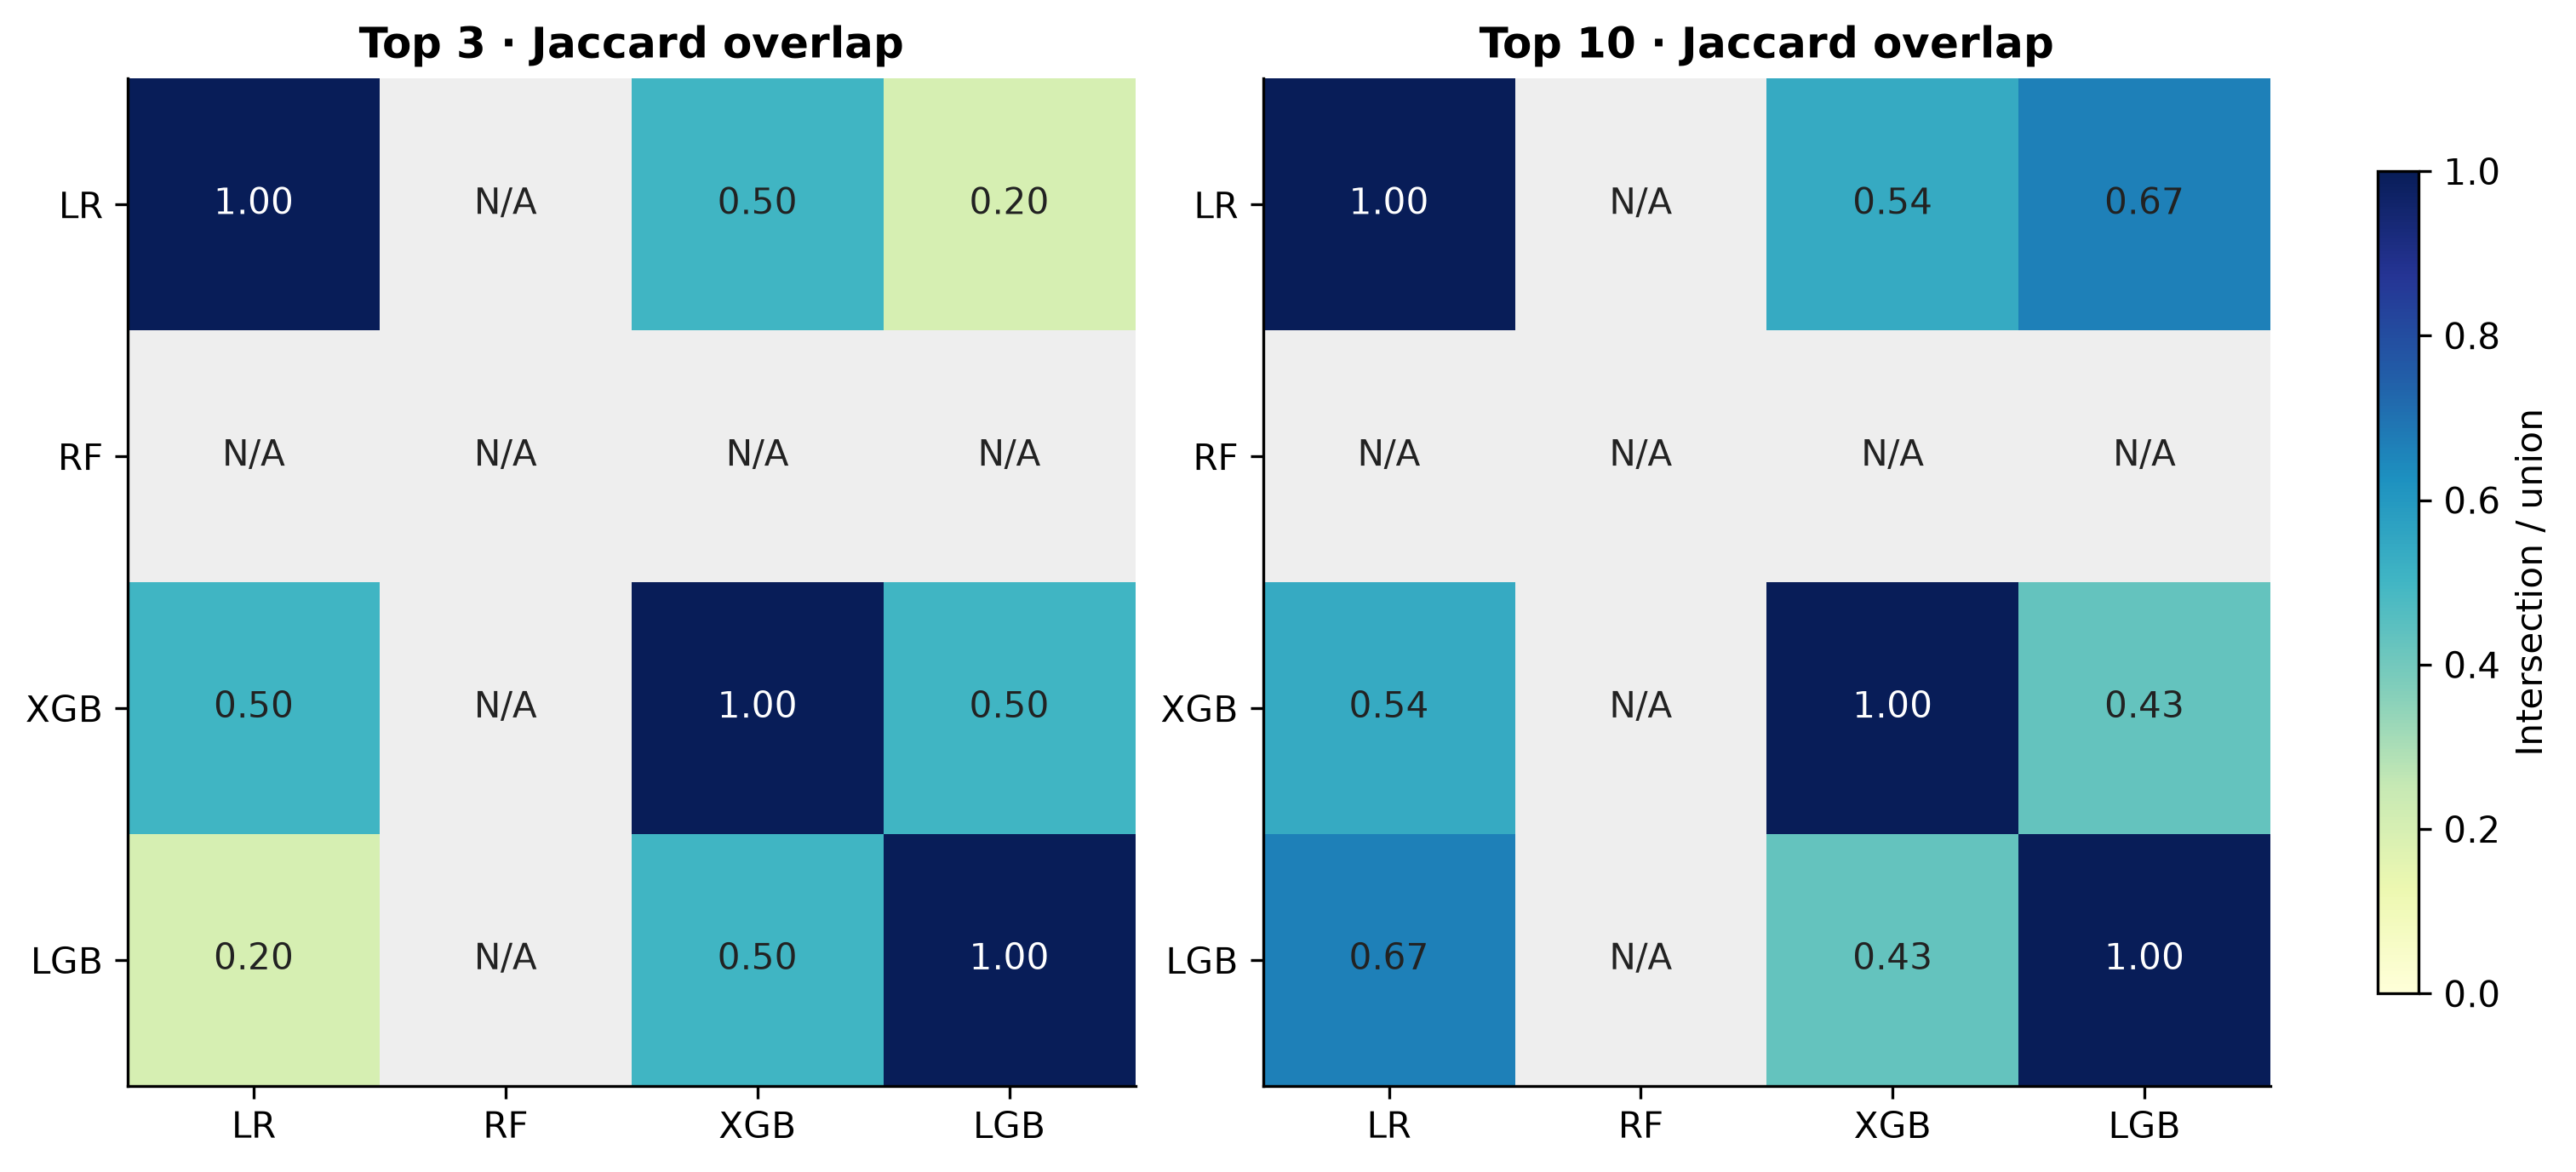 Top 3 · Jaccard overlap
LR 1.00 N/A 0.50 0.20
RF N/A N/A N/A N/A
XGB 0.50 N/A 1.00 0.50
LGB 0.20 N/A 0.50 1.00
LR RF XGB LGB
Top 10 · Jaccard overlap
LR 1.00 N/A 0.54 0.67
RF N/A N/A N/A N/A
XGB 0.54 N/A 1.00 0.43
LGB 0.67 N/A 0.43 1.00
LR RF XGB LGB
1.0
0.8
0.6
0.4
0.2
0.0
Intersection / union